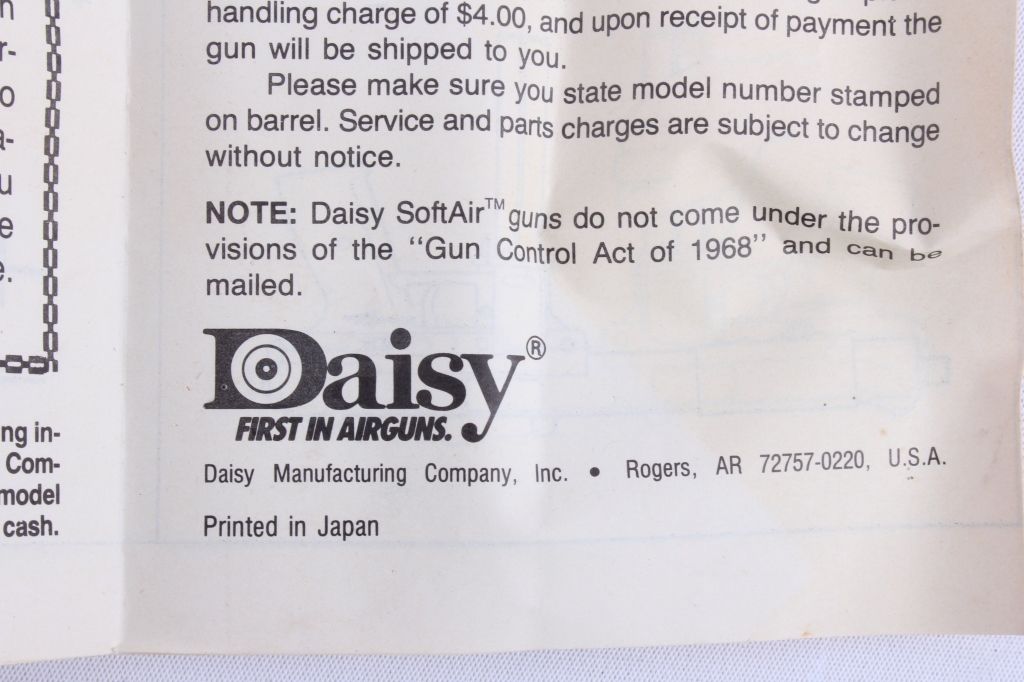 n
r-
o
a-
u
e
e.
ng in-
Com-
model
cash.
handling charge of $4.00, and upon receipt of payment the
gun will be shipped to you.
Please make sure you state model number stamped
on barrel. Service and parts charges are subject to change
without notice.
NOTE: Daisy SoftAir™ guns do not come under the pro-
visions of the "Gun Control Act of 1968" and can be
mailed.
Daisy®
FIRST IN AIRGUNS.
Daisy Manufacturing Company, Inc. • Rogers, AR 72757-0220, U.S.A.
Printed in Japan